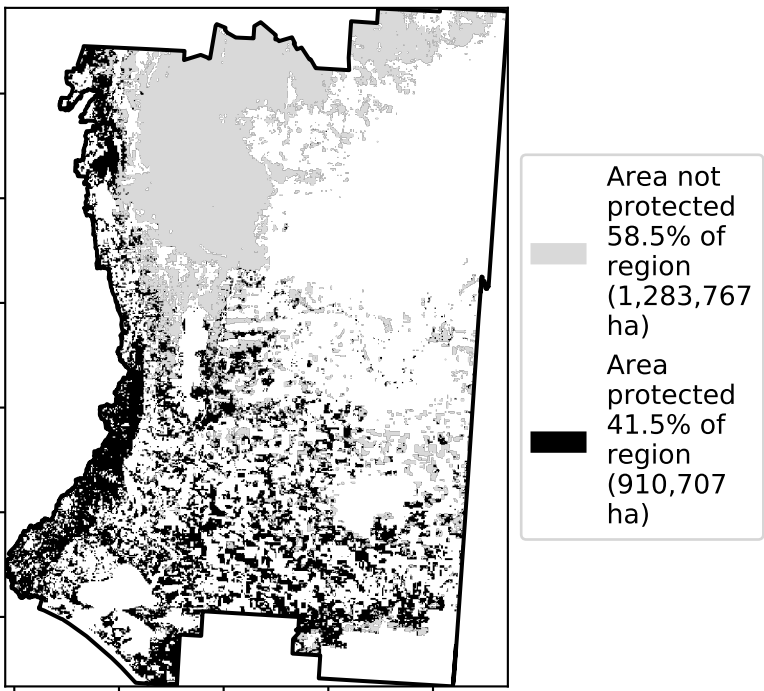 Area not
protected
58.5% of
region
(1,283,767
ha)
Area
protected
41.5% of
region
(910,707
ha)